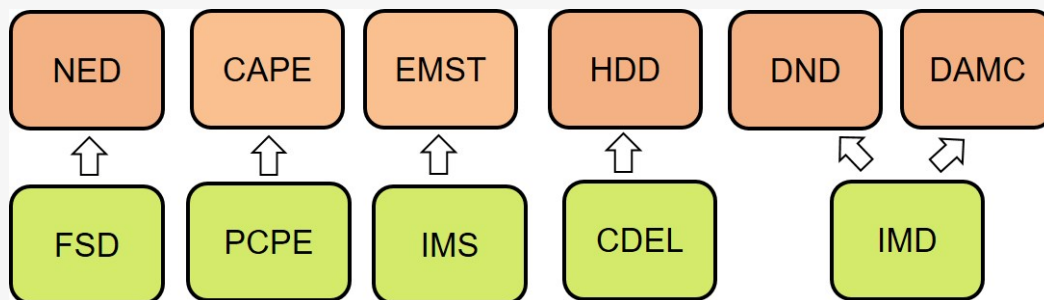 NED CAPE EMST HDD DND DAMC
FSD PCPE IMS CDEL IMD